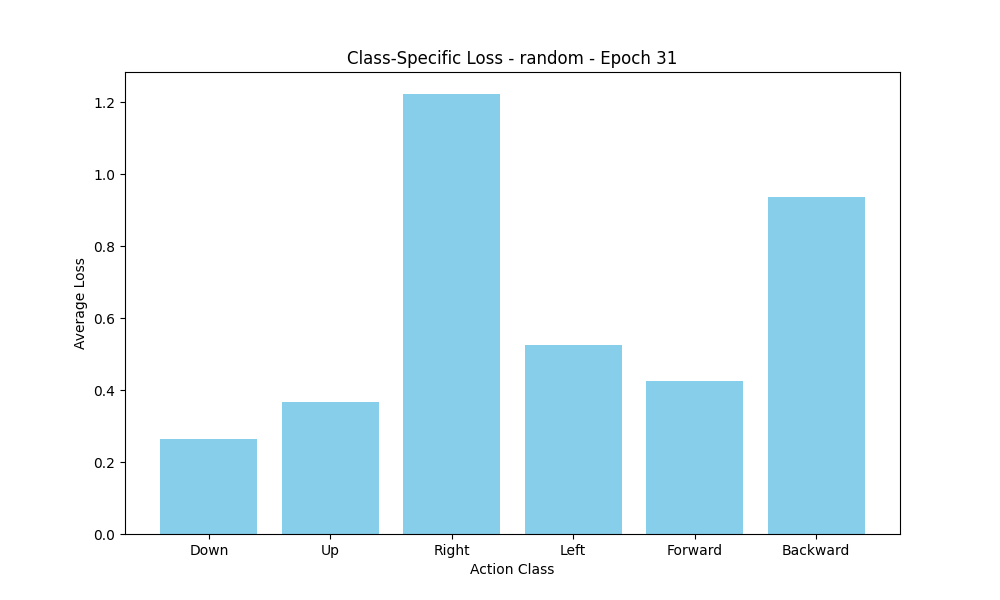 Class-Specific Loss - random - Epoch 31
Average Loss
1.2
1.0
0.8
0.6
0.4
0.2
0.0
Down Up Right Left Forward Backward
Action Class